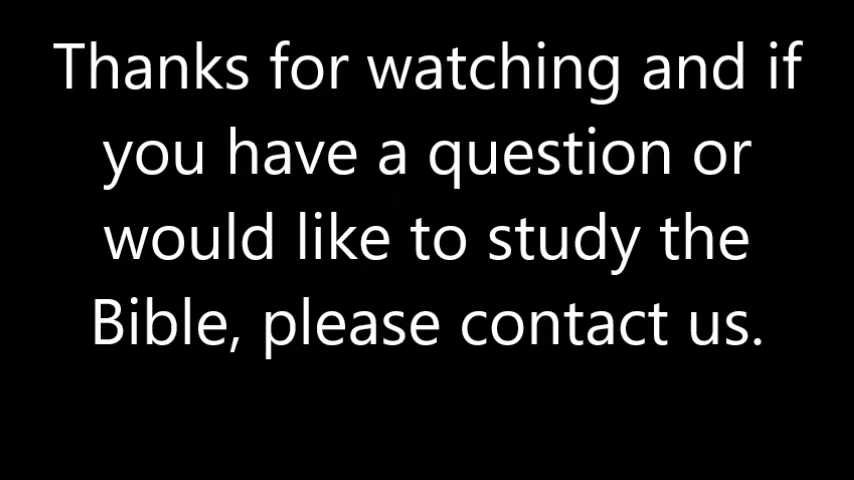 Thanks for watching and if
you have a question or
would like to study the
Bible, please contact us.